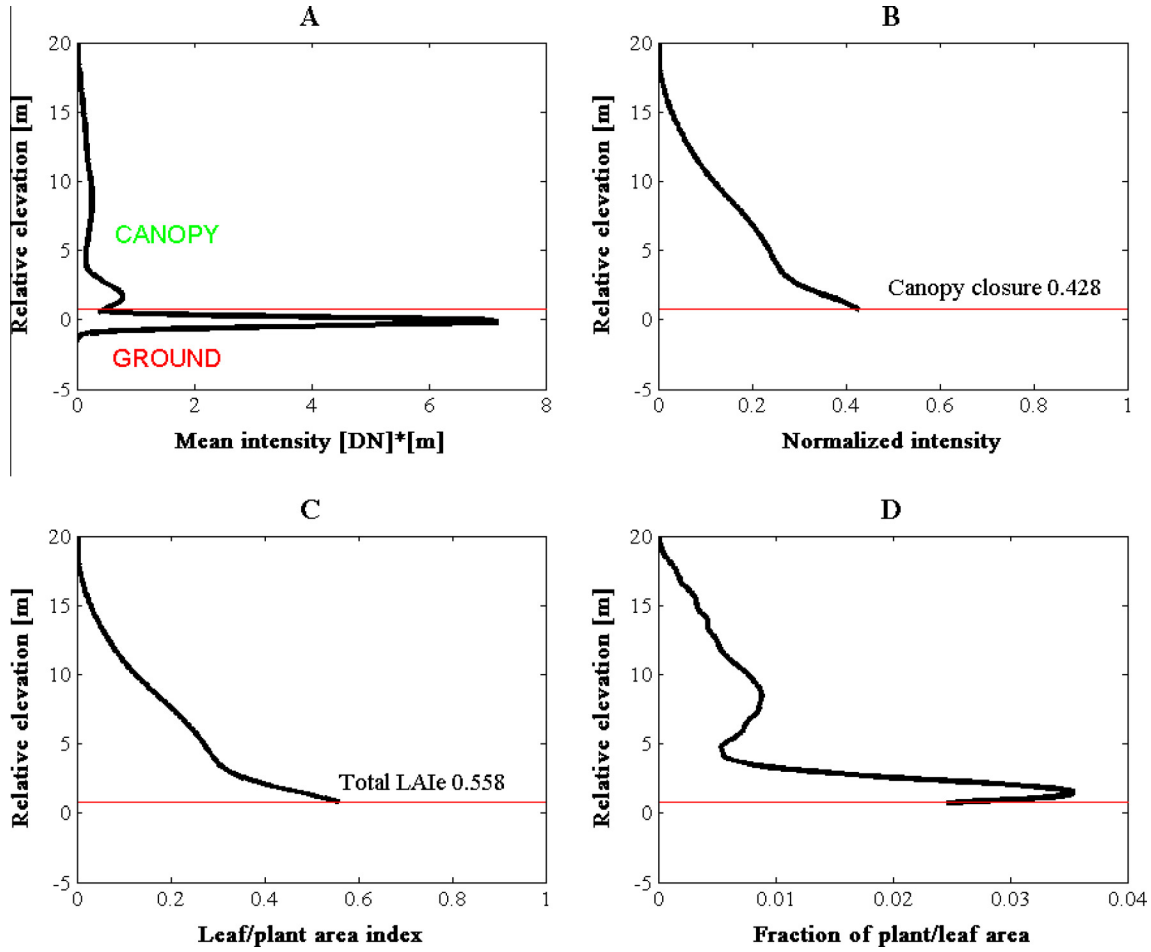 A
20
15
10
5
0
-5
Relative elevation [m]
CANOPY
GROUND
0 2 4 6 8
Mean intensity [DN]*[m]
B
20
15
10
5
0
-5
Relative elevation [m]
Canopy closure 0.428
0 0.2 0.4 0.6 0.8 1
Normalized intensity
C
20
15
10
5
0
-5
Relative elevation [m]
Total LAIe 0.558
0 0.2 0.4 0.6 0.8 1
Leaf/plant area index
D
20
15
10
5
0
-5
Relative elevation [m]
0 0.01 0.02 0.03 0.04
Fraction of plant/leaf area